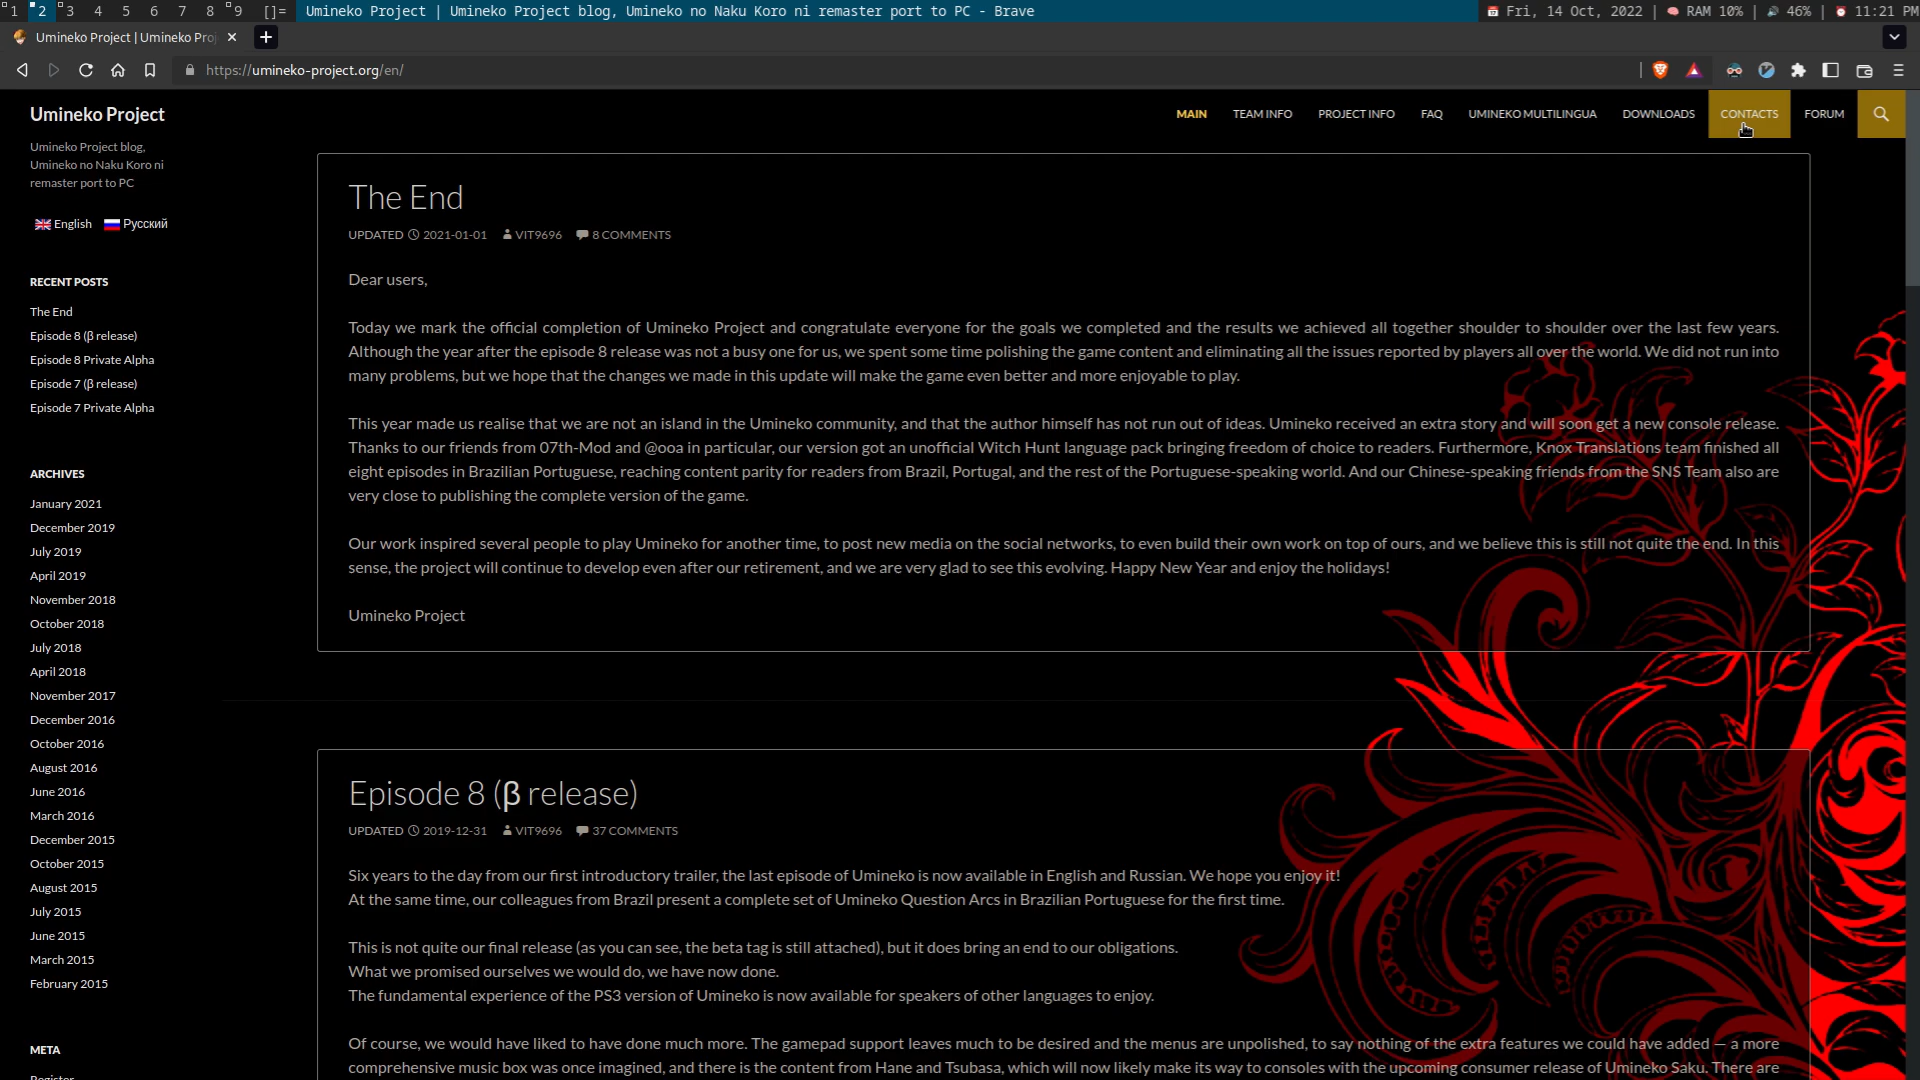 1 2 3 4 5 6 7 8 9 []= Umineko Project | Umineko Project blog, Umineko no Naku Koro ni remaster port to PC - Brave
Fri, 14 Oct, 2022 | RAM 10% | 46% | 11:21 PM
Umineko Project | Umineko Proj
https://umineko-project.org/en/
Umineko Project
MAIN TEAM INFO PROJECT INFO FAQ UMINEKO MULTILINGUA DOWNLOADS CONTACTS FORUM
Umineko Project blog,
Umineko no Naku Koro ni
remaster port to PC
English Русский
RECENT POSTS
The End
Episode 8 (β release)
Episode 8 Private Alpha
Episode 7 (β release)
Episode 7 Private Alpha
ARCHIVES
January 2021
December 2019
July 2019
April 2019
November 2018
October 2018
July 2018
April 2018
November 2017
December 2016
October 2016
August 2016
June 2016
March 2016
December 2015
October 2015
August 2015
July 2015
June 2015
March 2015
February 2015
META
Register
The End
UPDATED 2021-01-01 VIT9696 8 COMMENTS
Dear users,
Today we mark the official completion of Umineko Project and congratulate everyone for the goals we completed and the results we achieved all together shoulder to shoulder over the last few years.
Although the year after the episode 8 release was not a busy one for us, we spent some time polishing the game content and eliminating all the issues reported by players all over the world. We did not run into
many problems, but we hope that the changes we made in this update will make the game even better and more enjoyable to play.
This year made us realise that we are not an island in the Umineko community, and that the author himself has not run out of ideas. Umineko received an extra story and will soon get a new console release.
Thanks to our friends from 07th-Mod and @ooa in particular, our version got an unofficial Witch Hunt language pack bringing freedom of choice to readers. Furthermore, Knox Translations team finished all
eight episodes in Brazilian Portuguese, reaching content parity for readers from Brazil, Portugal, and the rest of the Portuguese-speaking world. And our Chinese-speaking friends from the SNS Team also are
very close to publishing the complete version of the game.
Our work inspired several people to play Umineko for another time, to post new media on the social networks, to even build their own work on top of ours, and we believe this is still not quite the end. In this
sense, the project will continue to develop even after our retirement, and we are very glad to see this evolving. Happy New Year and enjoy the holidays!
Umineko Project
Episode 8 (β release)
UPDATED 2019-12-31 VIT9696 37 COMMENTS
Six years to the day from our first introductory trailer, the last episode of Umineko is now available in English and Russian. We hope you enjoy it!
At the same time, our colleagues from Brazil present a complete set of Umineko Question Arcs in Brazilian Portuguese for the first time.
This is not quite our final release (as you can see, the beta tag is still attached), but it does bring an end to our obligations.
What we promised ourselves we would do, we have now done.
The fundamental experience of the PS3 version of Umineko is now available for speakers of other languages to enjoy.
Of course, we would have liked to have done much more. The gamepad support leaves much to be desired and the menus are unpolished, to say nothing of the extra features we could have added — a more
comprehensive music box was once imagined, and there is the content from Hane and Tsubasa, which will now likely make its way to consoles with the upcoming consumer release of Umineko Saku. There are